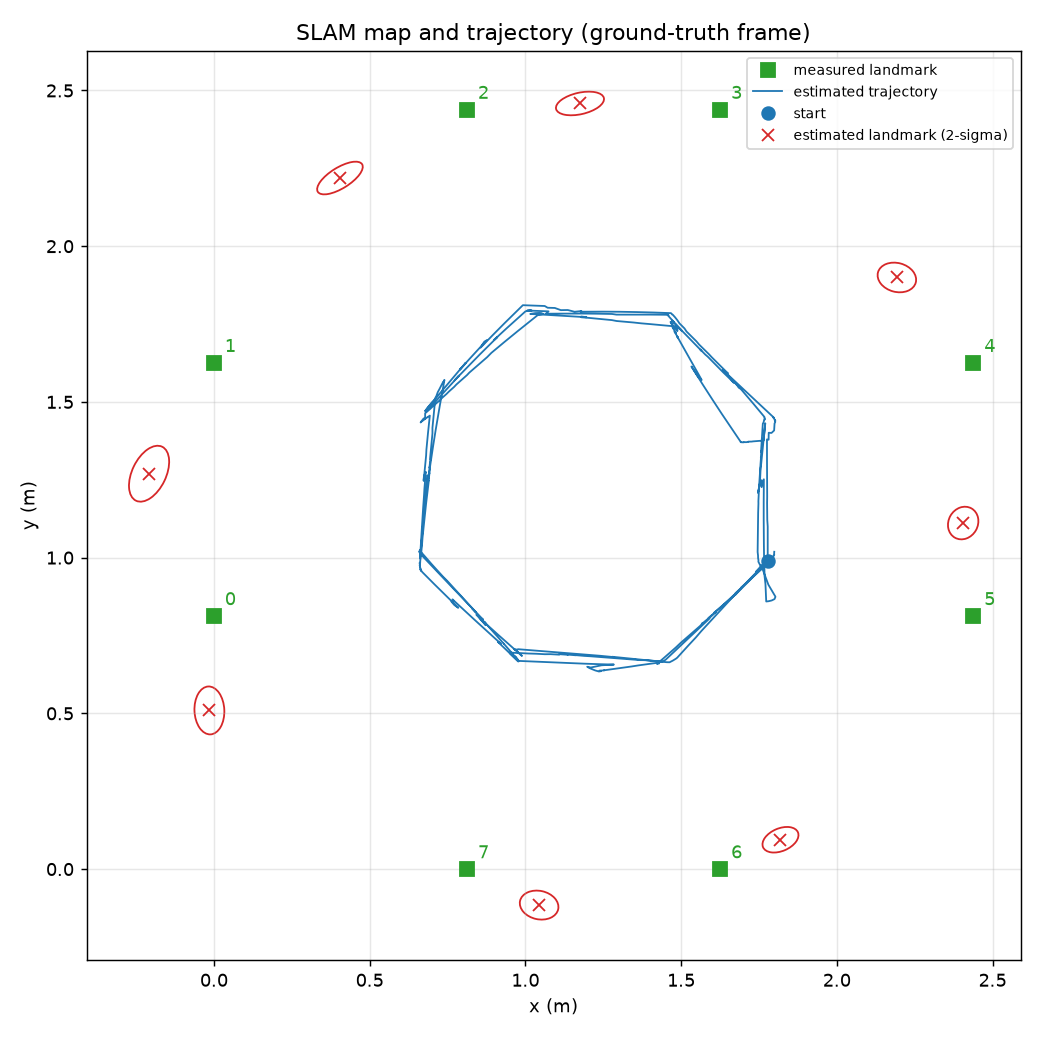 SLAM map and trajectory (ground-truth frame)
measured landmark
estimated trajectory
start
estimated landmark (2-sigma)
2.5
2.0
1.5
1.0
0.5
0.0
y (m)
2
3
1
4
0
5
7
6
0.0
0.5
1.0
1.5
2.0
2.5
x (m)